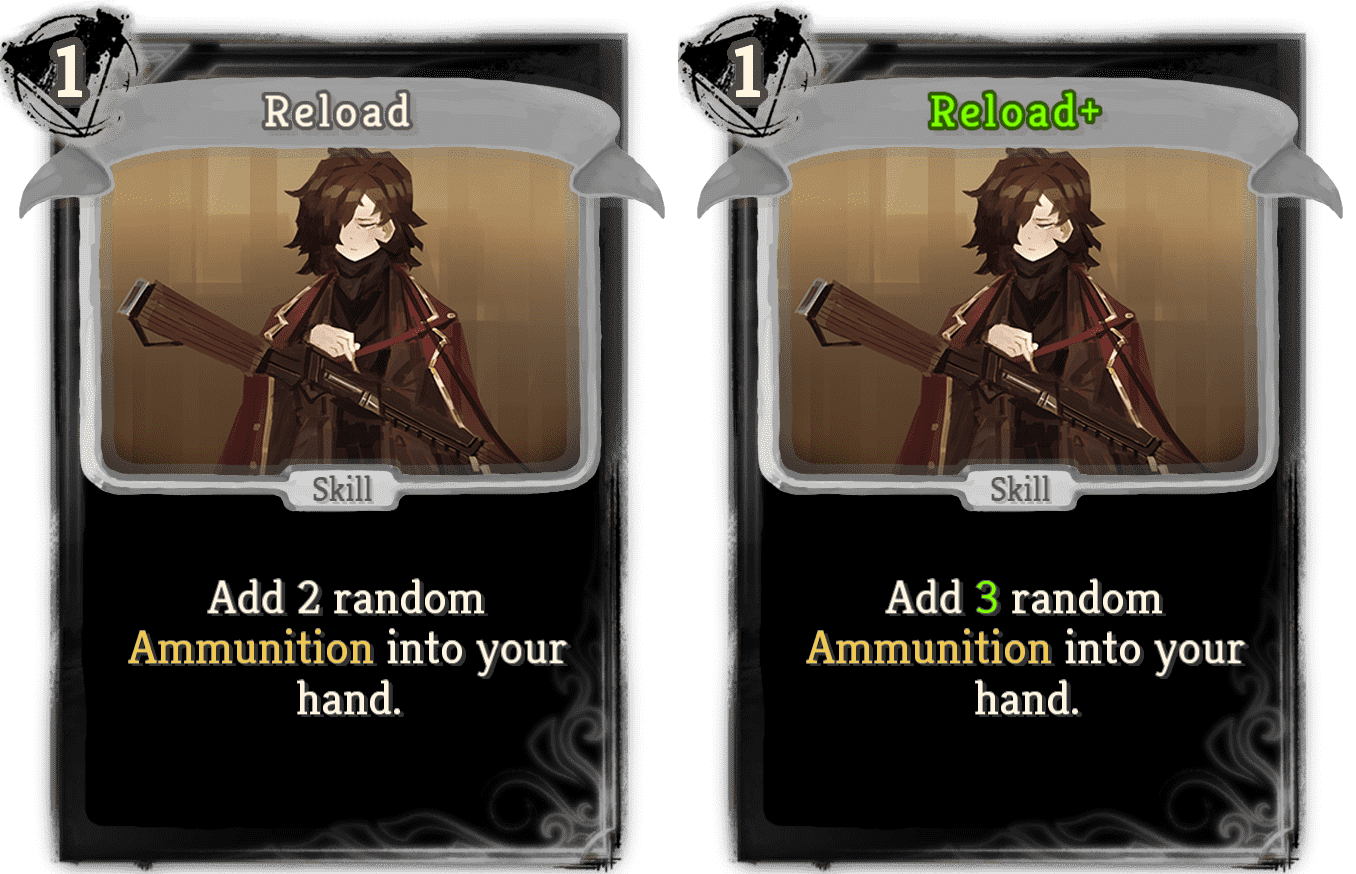 1
Reload
Skill
Add 2 random
Ammunition into your
hand.
1
Reload+
Skill
Add 3 random
Ammunition into your
hand.